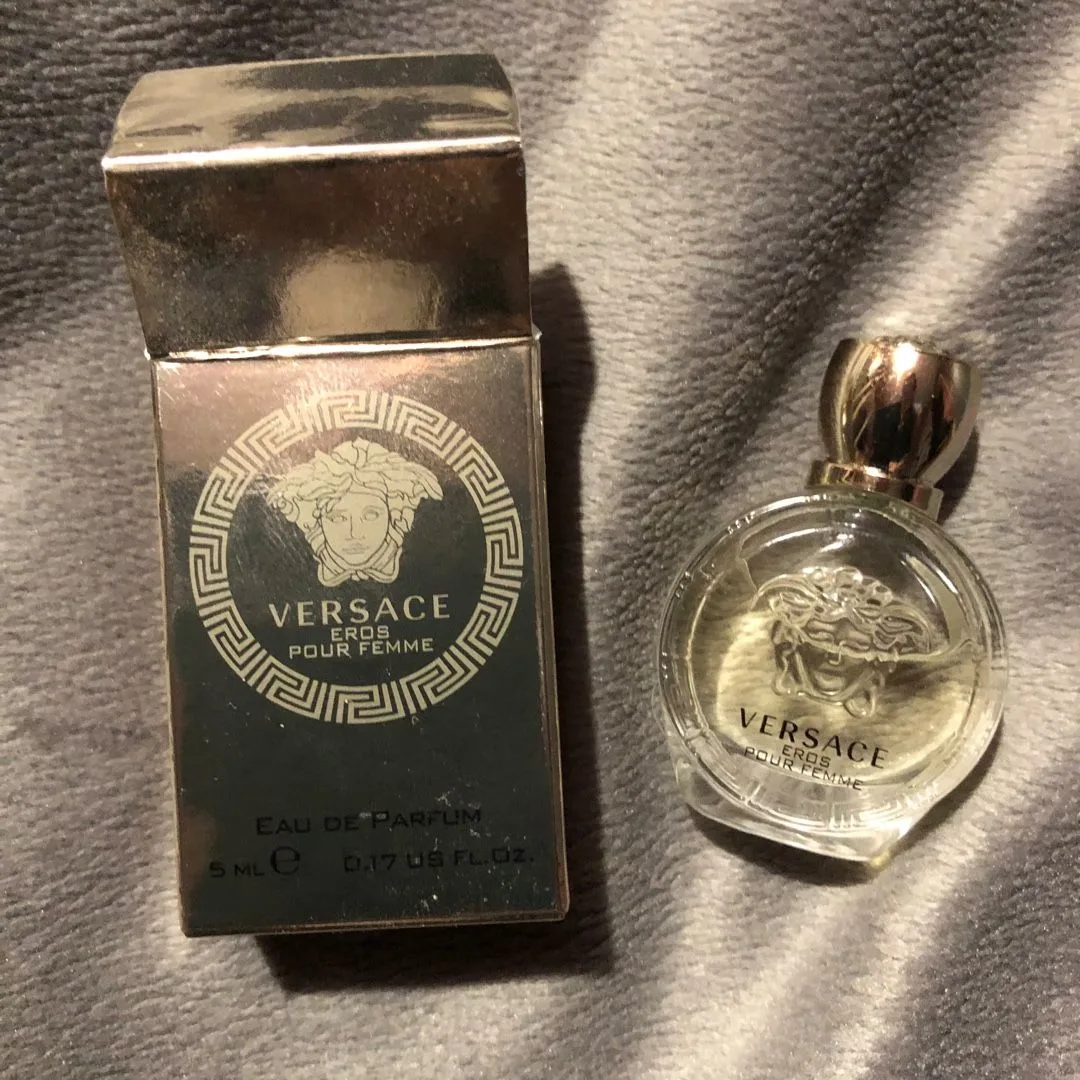 VERSACE
EROS
POUR FEMME
EAU DE PARFUM
5 ML e 0.17 US FL.OZ.
VERSACE
EROS
POUR FEMME